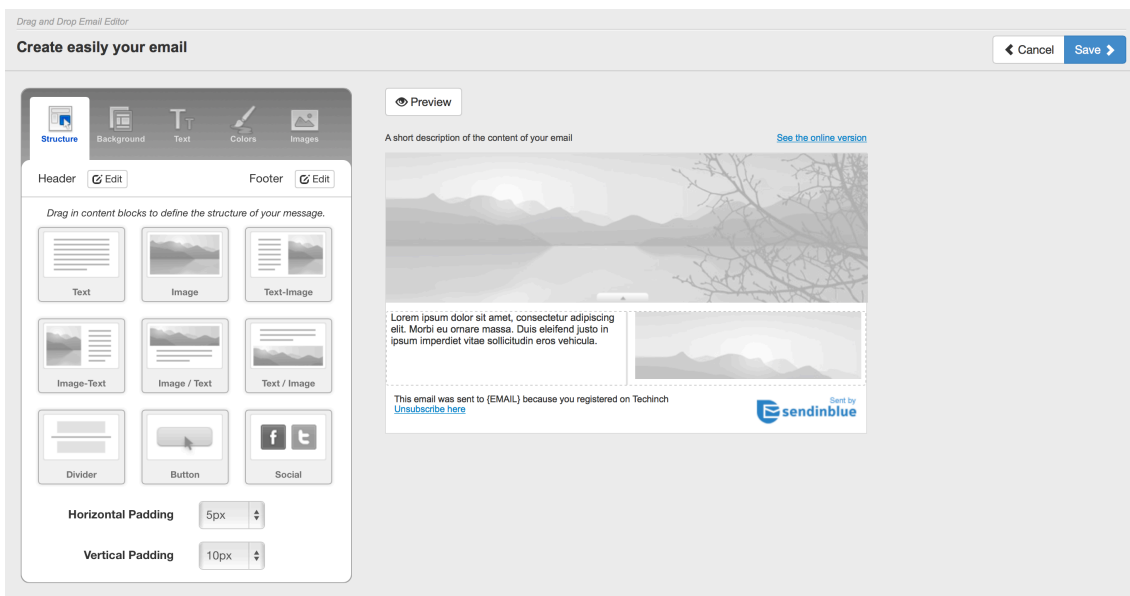 Drag and Drop Email Editor
Create easily your email
Cancel
Save
Structure
Background
Text
Colors
Images
Header
Edit
Footer
Edit
Drag in content blocks to define the structure of your message.
Text
Image
Text-Image
Image-Text
Image / Text
Text / Image
Divider
Button
Social
Horizontal Padding
5px
Vertical Padding
10px
Preview
A short description of the content of your email
See the online version
Lorem ipsum dolor sit amet, consectetur adipiscing
elit. Morbi eu ornare massa. Duis eleifend justo in
ipsum imperdiet vitae sollicitudin eros vehicula.
This email was sent to {EMAIL} because you registered on Techinch
Unsubscribe here
Sent by
sendinblue